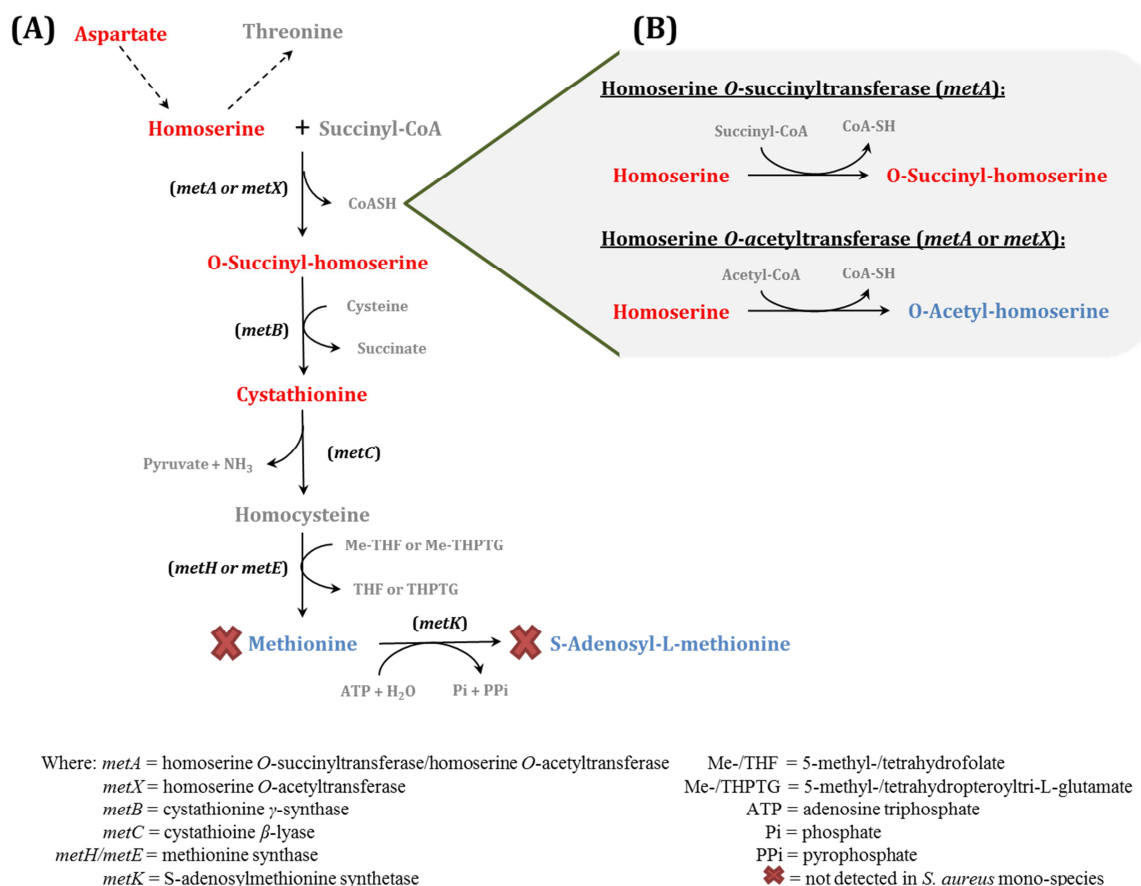 (A)
Aspartate
Threonine
Homoserine + Succinyl-CoA
(metA or metX)
CoASH
O-Succinyl-homoserine
Cysteine
(metB)
Succinate
Cystathionine
(metC)
Pyruvate + NH₃
Homocysteine
Me-THF or Me-THPTG
(metH or metE)
THF or THPTG
Methionine
(metK)
S-Adenosyl-L-methionine
ATP + H₂O
Pi + PPi
(B)
Homoserine O-succinyltransferase (metA):
Succinyl-CoA
CoA-SH
Homoserine
O-Succinyl-homoserine
Homoserine O-acetyltransferase (metA or metX):
Acetyl-CoA
CoA-SH
Homoserine
O-Acetyl-homoserine
Where: metA = homoserine O-succinyltransferase/homoserine O-acetyltransferase
metX = homoserine O-acetyltransferase
metB = cystathionine γ-synthase
metC = cystathioine β-lyase
metH/metE = methionine synthase
metK = S-adenosylmethionine synthetase
Me-/THF = 5-methyl-/tetrahydrofolate
Me-/THPTG = 5-methyl-/tetrahydropteroyltri-L-glutamate
ATP = adenosine triphosphate
Pi = phosphate
PPi = pyrophosphate
= not detected in S. aureus mono-species